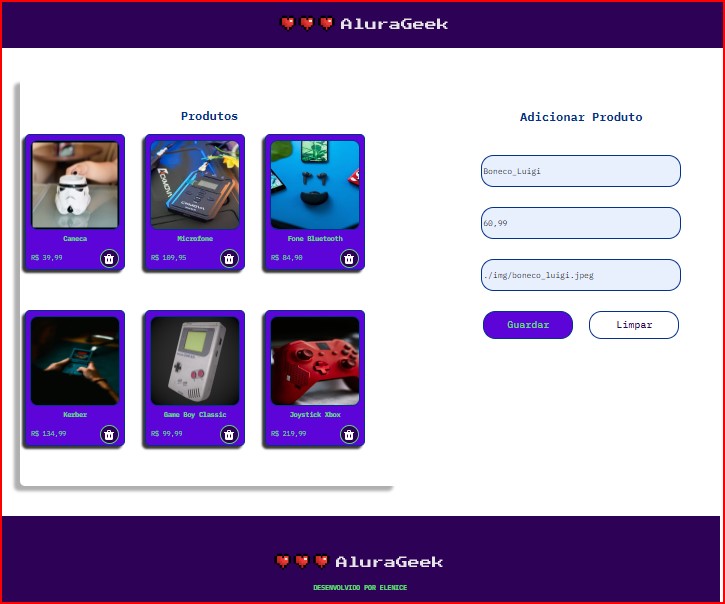 AluraGeek
Produtos
Caneca
R$ 39,99
Microfone
R$ 109,95
Fone Bluetooth
R$ 84,90
Kerber
R$ 134,99
Game Boy Classic
R$ 99,99
Joystick Xbox
R$ 219,99
Adicionar Produto
Boneco_Luigi
60,99
./img/boneco_luigi.jpeg
Guardar
Limpar
AluraGeek
DESENVOLVIDO POR ELENICE